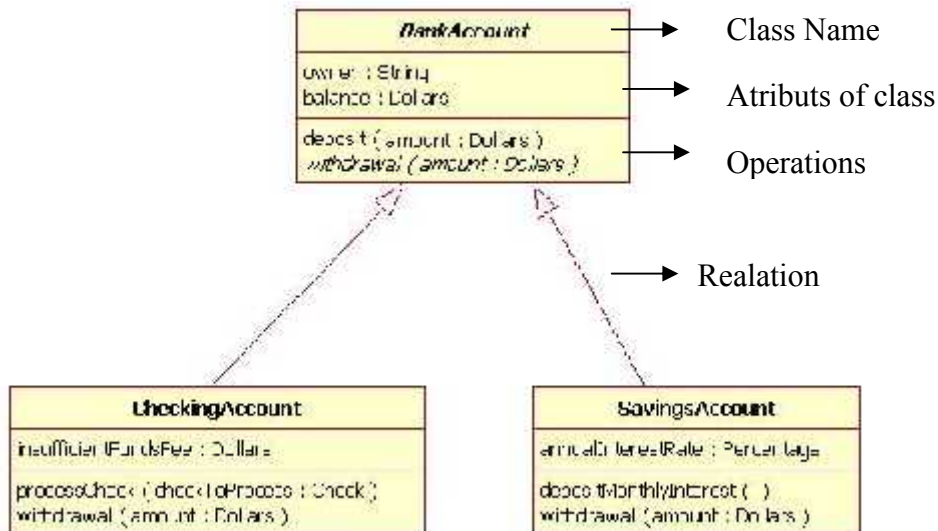 BankAccount
Class Name
owner : String
balance : Dollars
Atributs of class
deposit ( amount : Dollars )
withdrawal ( amount : Dollars )
Operations
Realation
CheckingAccount
insufficientFundsFee : Dollars
processCheck ( checkToProcess : Check )
withdrawal ( amount : Dollars )
SavingsAccount
annualInterestRate : Percentage
depositMonthlyInterest ( )
withdrawal ( amount : Dollars )